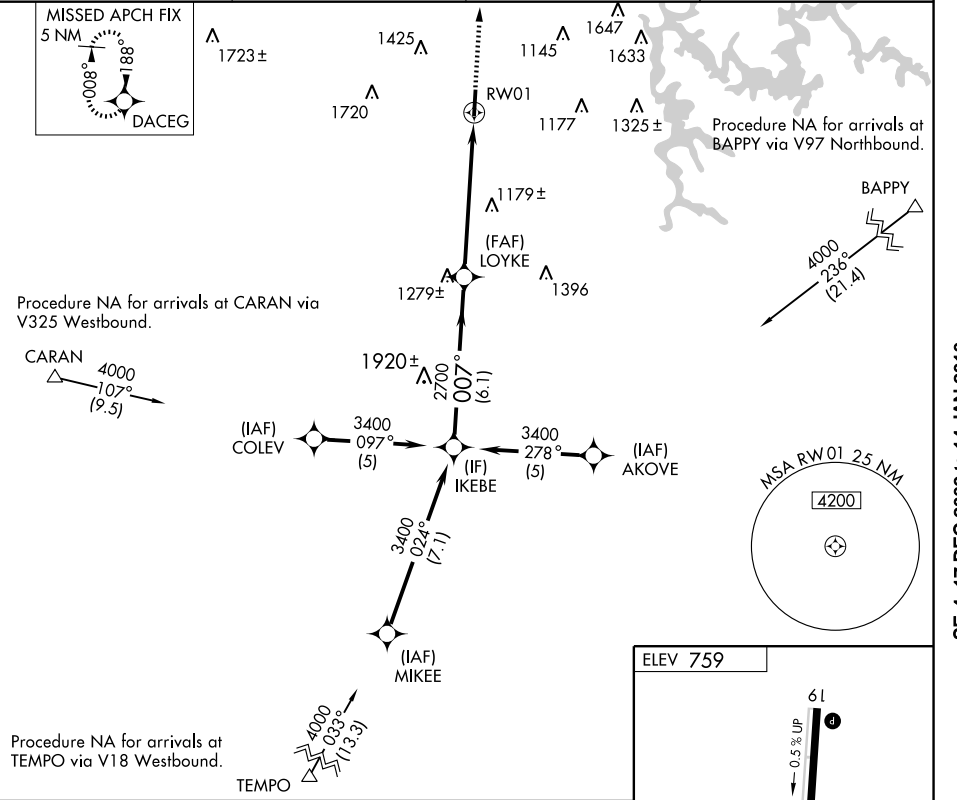 MISSED APCH FIX
5 NM
008°
188°
DACEG
1723±
1425
1720
1145
1647
1633
1177
1325±
RW01
Procedure NA for arrivals at
BAPPY via V97 Northbound.
BAPPY
4000
236°
(21.4)
1179±
(FAF)
LOYKE
1279±
1396
Procedure NA for arrivals at CARAN via
V325 Westbound.
CARAN
4000
107°
(9.5)
1920±
2700
007°
(6.1)
(IAF)
COLEV
3400
097°
(5)
(IF)
IKEBE
3400
278°
(5)
(IAF)
AKOVE
MSA RW01 25 NM
4200
3400
024°
(7.1)
(IAF)
MIKEE
4000
033°
(13.3)
Procedure NA for arrivals at
TEMPO via V18 Westbound.
TEMPO
ELEV 759
19
P
0.5% UP